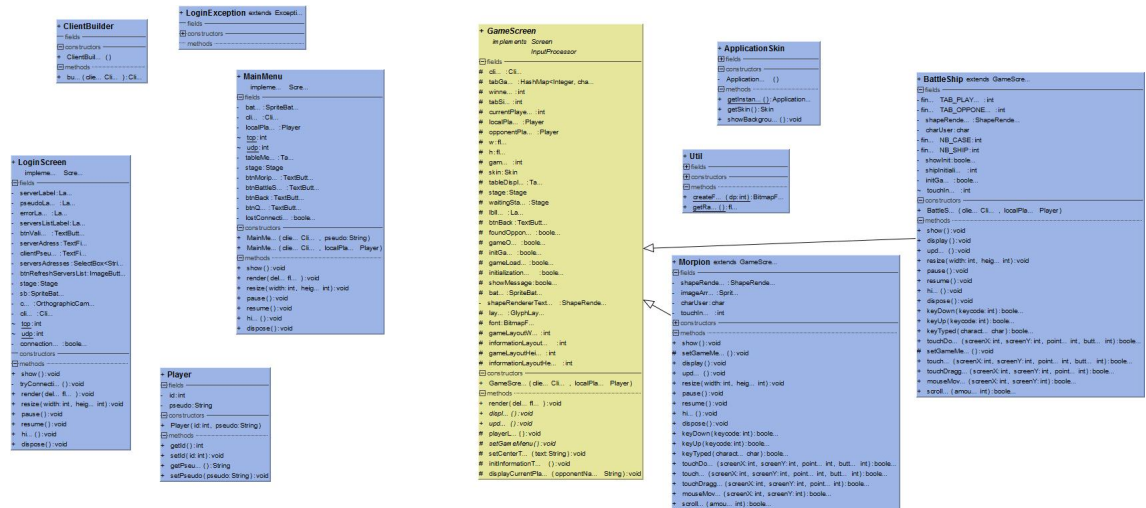 + ClientBuilder
fields
constructors
+ ClientBuil... ()
methods
+ bu... (clie... Cli... ):Cli...
+ LoginException extends Excepti...
fields
constructors
methods
+ MainMenu
impleme... Scre...
fields
- bat... :SpriteBat...
- cli... :Cli...
- localPla... :Player
~ tcp:int
~ udp:int
- tableMe... :Ta...
- stage:Stage
- btnMorp... :TextButt...
- btnBattleS... :TextButt...
- btnBack:TextButt...
- btnQ... :TextButt...
- lostConnecti... :boole...
constructors
+ MainMe... (clie... Cli... , pseudo:String)
+ MainMe... (clie... Cli... , localPla... Player)
methods
+ show():void
+ render(del... fl... ):void
+ resize(width:int, heig... int):void
+ pause():void
+ resume():void
+ hi... ():void
+ dispose():void
+ LoginScreen
impleme... Scre...
fields
- serverLabel:La...
- pseudoLa... :La...
- errorLa... :La...
- serversListLabel:La...
- btnVali... :TextButt...
- serverAdress:TextFi...
- clientPseu... :TextFi...
- serversAdresses:SelectBox<Stri...
- btnRefreshServersList:ImageButt...
- stage:Stage
- sb:SpriteBat...
- c... :OrthographicCam...
- cli... :Cli...
~ tcp:int
~ udp:int
- connection... :boole...
constructors
methods
+ show():void
- tryConnecti... ():void
+ render(del... fl... ):void
+ resize(width:int, heig... int):void
+ pause():void
+ resume():void
+ hi... ():void
+ dispose():void
+ Player
fields
- id:int
- pseudo:String
constructors
+ Player(id:int, pseudo:String)
methods
+ getId():int
+ setId(id:int):void
+ getPseu... ():String
+ setPseudo(pseudo:String):void
+ GameScreen
implements Screen
InputProcessor
fields
# cli... :Cli...
# tabGa... :HashMap<Integer, cha...
# winne... :int
# tabSi... :int
# currentPlaye... :int
# localPla... :Player
# opponentPla... :Player
# w:fl...
# h:fl...
# gam... :int
# skin:Skin
# tableDispl... :Ta...
# stage:Stage
# waitingSta... :Stage
# lbll... :La...
# btnBack:TextButt...
# foundOppon... :boole...
# gameO... :boole...
# initGa... :boole...
# gameLoad... :boole...
# initialization... :boole...
# showMessage:boole...
# bat... :SpriteBat...
- shapeRendererText... :ShapeRende...
# lay... :GlyphLay...
# font:BitmapF...
# gameLayoutW... :int
# informationLayout... :int
# gameLayoutHei... :int
# informationLayoutHe... :int
constructors
+ GameScre... (clie... Cli... , localPla... Player)
methods
+ render(del... fl... ):void
+ displ... ():void
+ upd... ():void
# playerL... ():void
# setGameMenu():void
# setCenterT... (text:String):void
# initInformationT... ():void
# displayCurrentPla... (opponentNa... String):void
+ ApplicationSkin
fields
constructors
- Application... ()
methods
+ getInstan... ():Application...
+ getSkin():Skin
+ showBackgrou... ():void
+ Util
fields
constructors
methods
+ createF... (dp:int):BitmapF...
+ getRa... ():fl...
+ Morpion extends GameScre...
fields
- shapeRende... :ShapeRende...
- imageArr... :Sprit...
- charUser:char
- touchIn... :int
constructors
methods
+ show():void
# setGameMe... ():void
+ display():void
+ upd... ():void
+ resize(width:int, heig... int):void
+ pause():void
+ resume():void
+ hi... ():void
+ dispose():void
+ keyDown(keycode:int):boole...
+ keyUp(keycode:int):boole...
+ keyTyped(charact... char):boole...
+ touchDo... (screenX:int, screenY:int, point... int, butt... int):boole...
+ touch... (screenX:int, screenY:int, point... int, butt... int):boole...
+ touchDragg... (screenX:int, screenY:int, point... int):boole...
+ mouseMov... (screenX:int, screenY:int):boole...
+ scroll... (amou... int):boole...
+ BattleShip extends GameScre...
fields
- fin... TAB_PLAY... :int
- fin... TAB_OPPONE... :int
- shapeRende... :ShapeRende...
- charUser:char
- fin... NB_CASE:int
- fin... NB_SHIP:int
- showInit:boole...
- shipInitiali... :int
- initGa... :boole...
~ touchIn... :int
constructors
+ BattleS... (clie... Cli... , localPla... Player)
methods
+ show():void
+ display():void
+ upd... ():void
+ resize(width:int, heig... int):void
+ pause():void
+ resume():void
+ hi... ():void
+ dispose():void
+ keyDown(keycode:int):boole...
+ keyUp(keycode:int):boole...
+ keyTyped(charact... char):boole...
+ touchDo... (screenX:int, screenY:int, point... int, butt... int):boole...
# setGameMe... ():void
+ touch... (screenX:int, screenY:int, point... int, butt... int):boole...
+ touchDragg... (screenX:int, screenY:int, point... int):boole...
+ mouseMov... (screenX:int, screenY:int):boole...
+ scroll... (amou... int):boole...